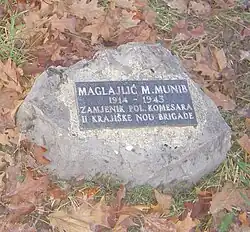 MAGLAJLIĆ M. MUNIB
1914 - 1943
ZAMJENIK POL. KOMESARA
II KRAJIŠKE NOU BRIGADE